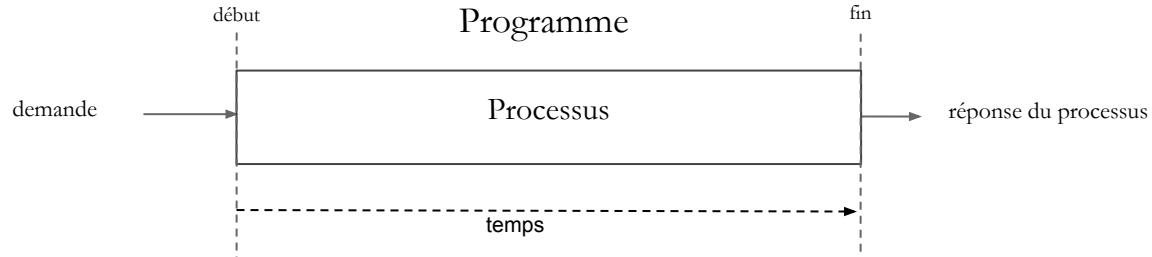 début
Programme
fin
demande
Processus
réponse du processus
temps